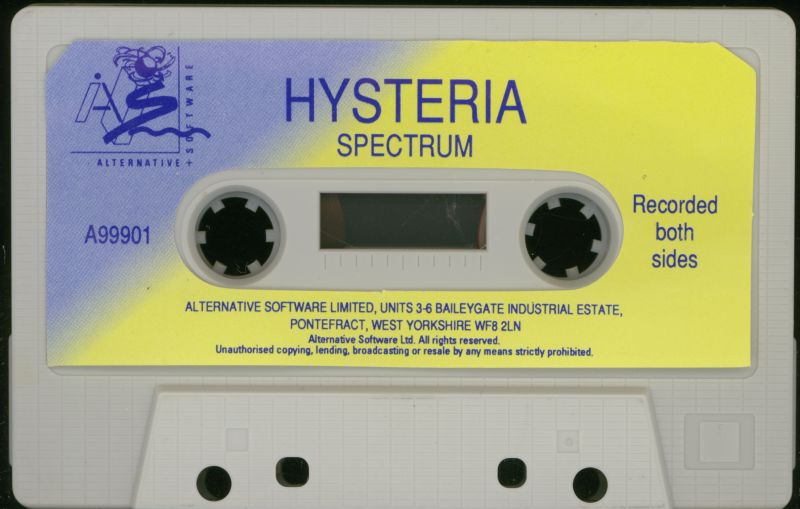 HYSTERIA
SPECTRUM
ALTERNATIVE +
SOFTWARE
A99901
Recorded
both
sides
ALTERNATIVE SOFTWARE LIMITED, UNITS 3-6 BAILEYGATE INDUSTRIAL ESTATE,
PONTEFRACT, WEST YORKSHIRE WF8 2LN
Alternative Software Ltd. All rights reserved.
Unauthorised copying, lending, broadcasting or resale by any means strictly prohibited.